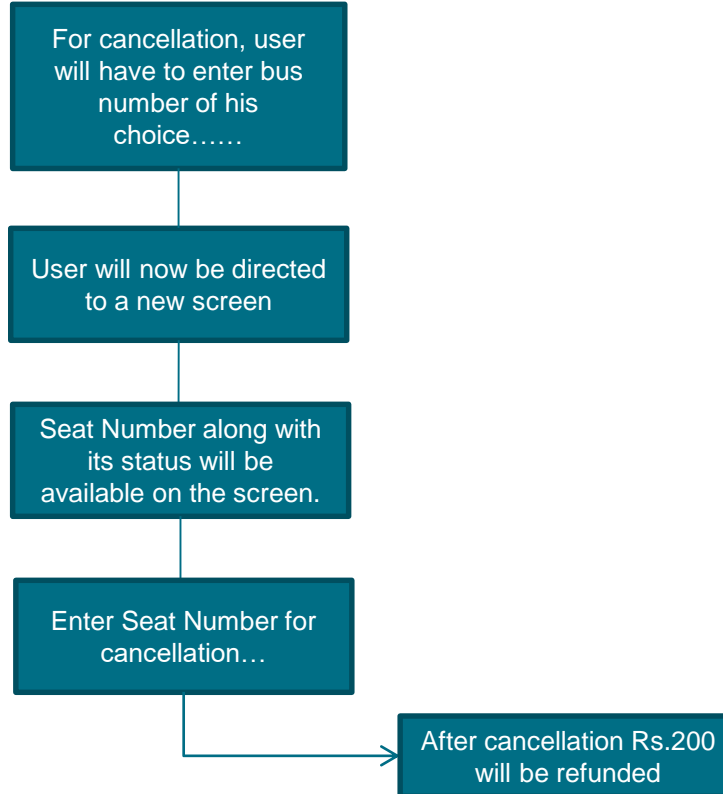 For cancellation, user
will have to enter bus
number of his
choice……
User will now be directed
to a new screen
Seat Number along with
its status will be
available on the screen.
Enter Seat Number for
cancellation…
After cancellation Rs.200
will be refunded